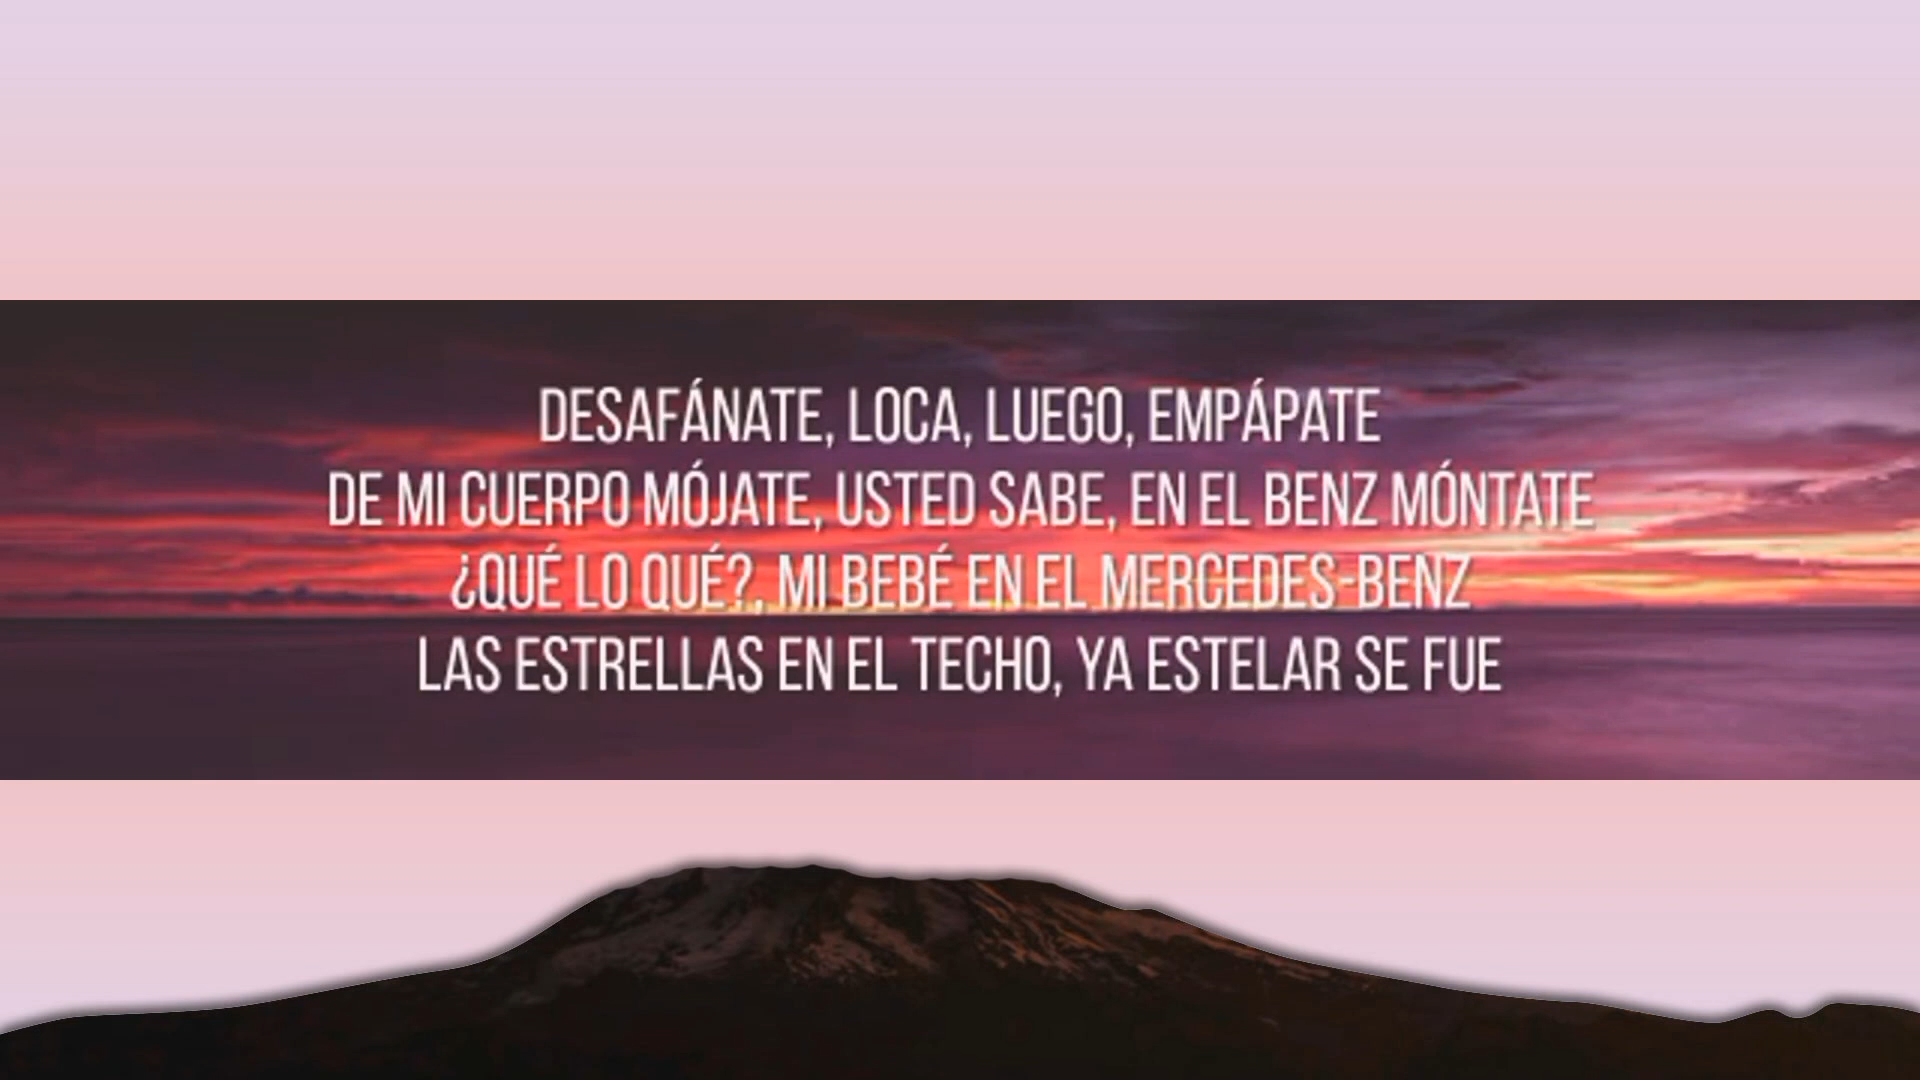 DESAFÁNATE, LOCA, LUEGO, EMPÁPATE
DE MI CUERPO MÓJATE, USTED SABE, EN EL BENZ MÓNTATE
¿QUÉ LO QUÉ?, MI BEBÉ EN EL MERCEDES-BENZ
LAS ESTRELLAS EN EL TECHO, YA ESTELAR SE FUE